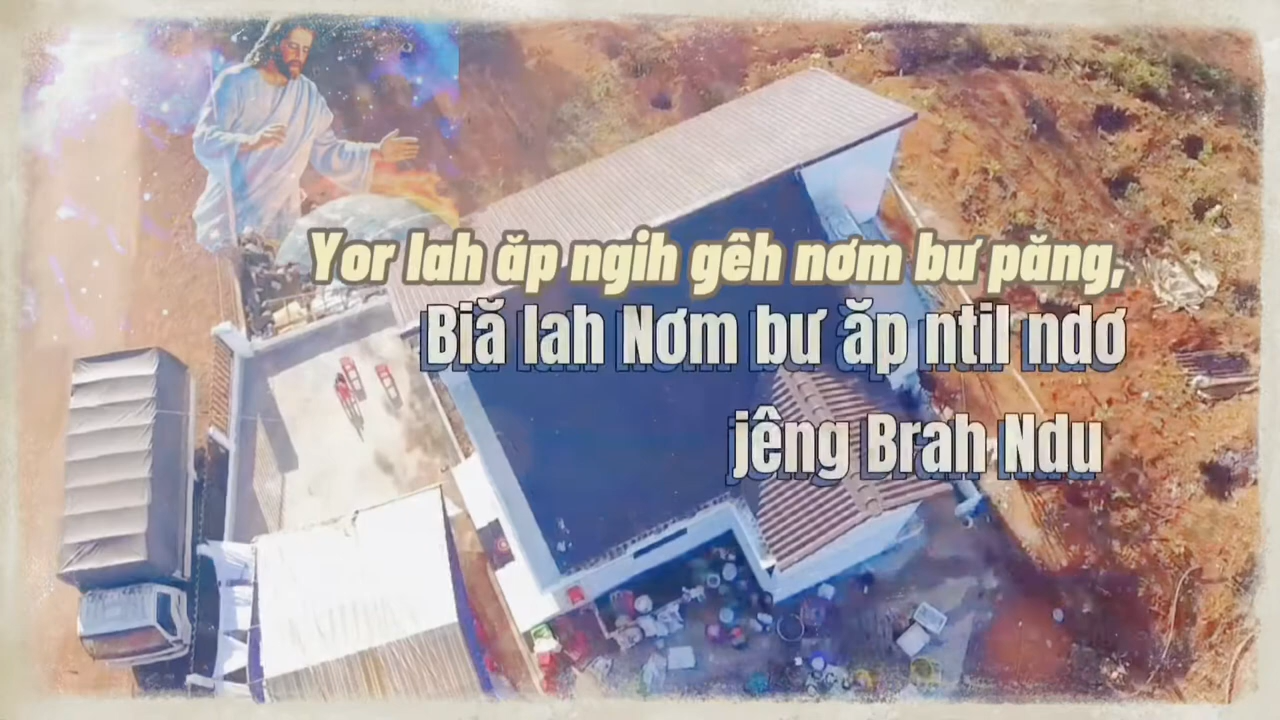 Yor lah ăp ngih gêh nơm bư păng,
Biă lah Nơm bư ăp ntil ndơ
jêng Brah Ndu